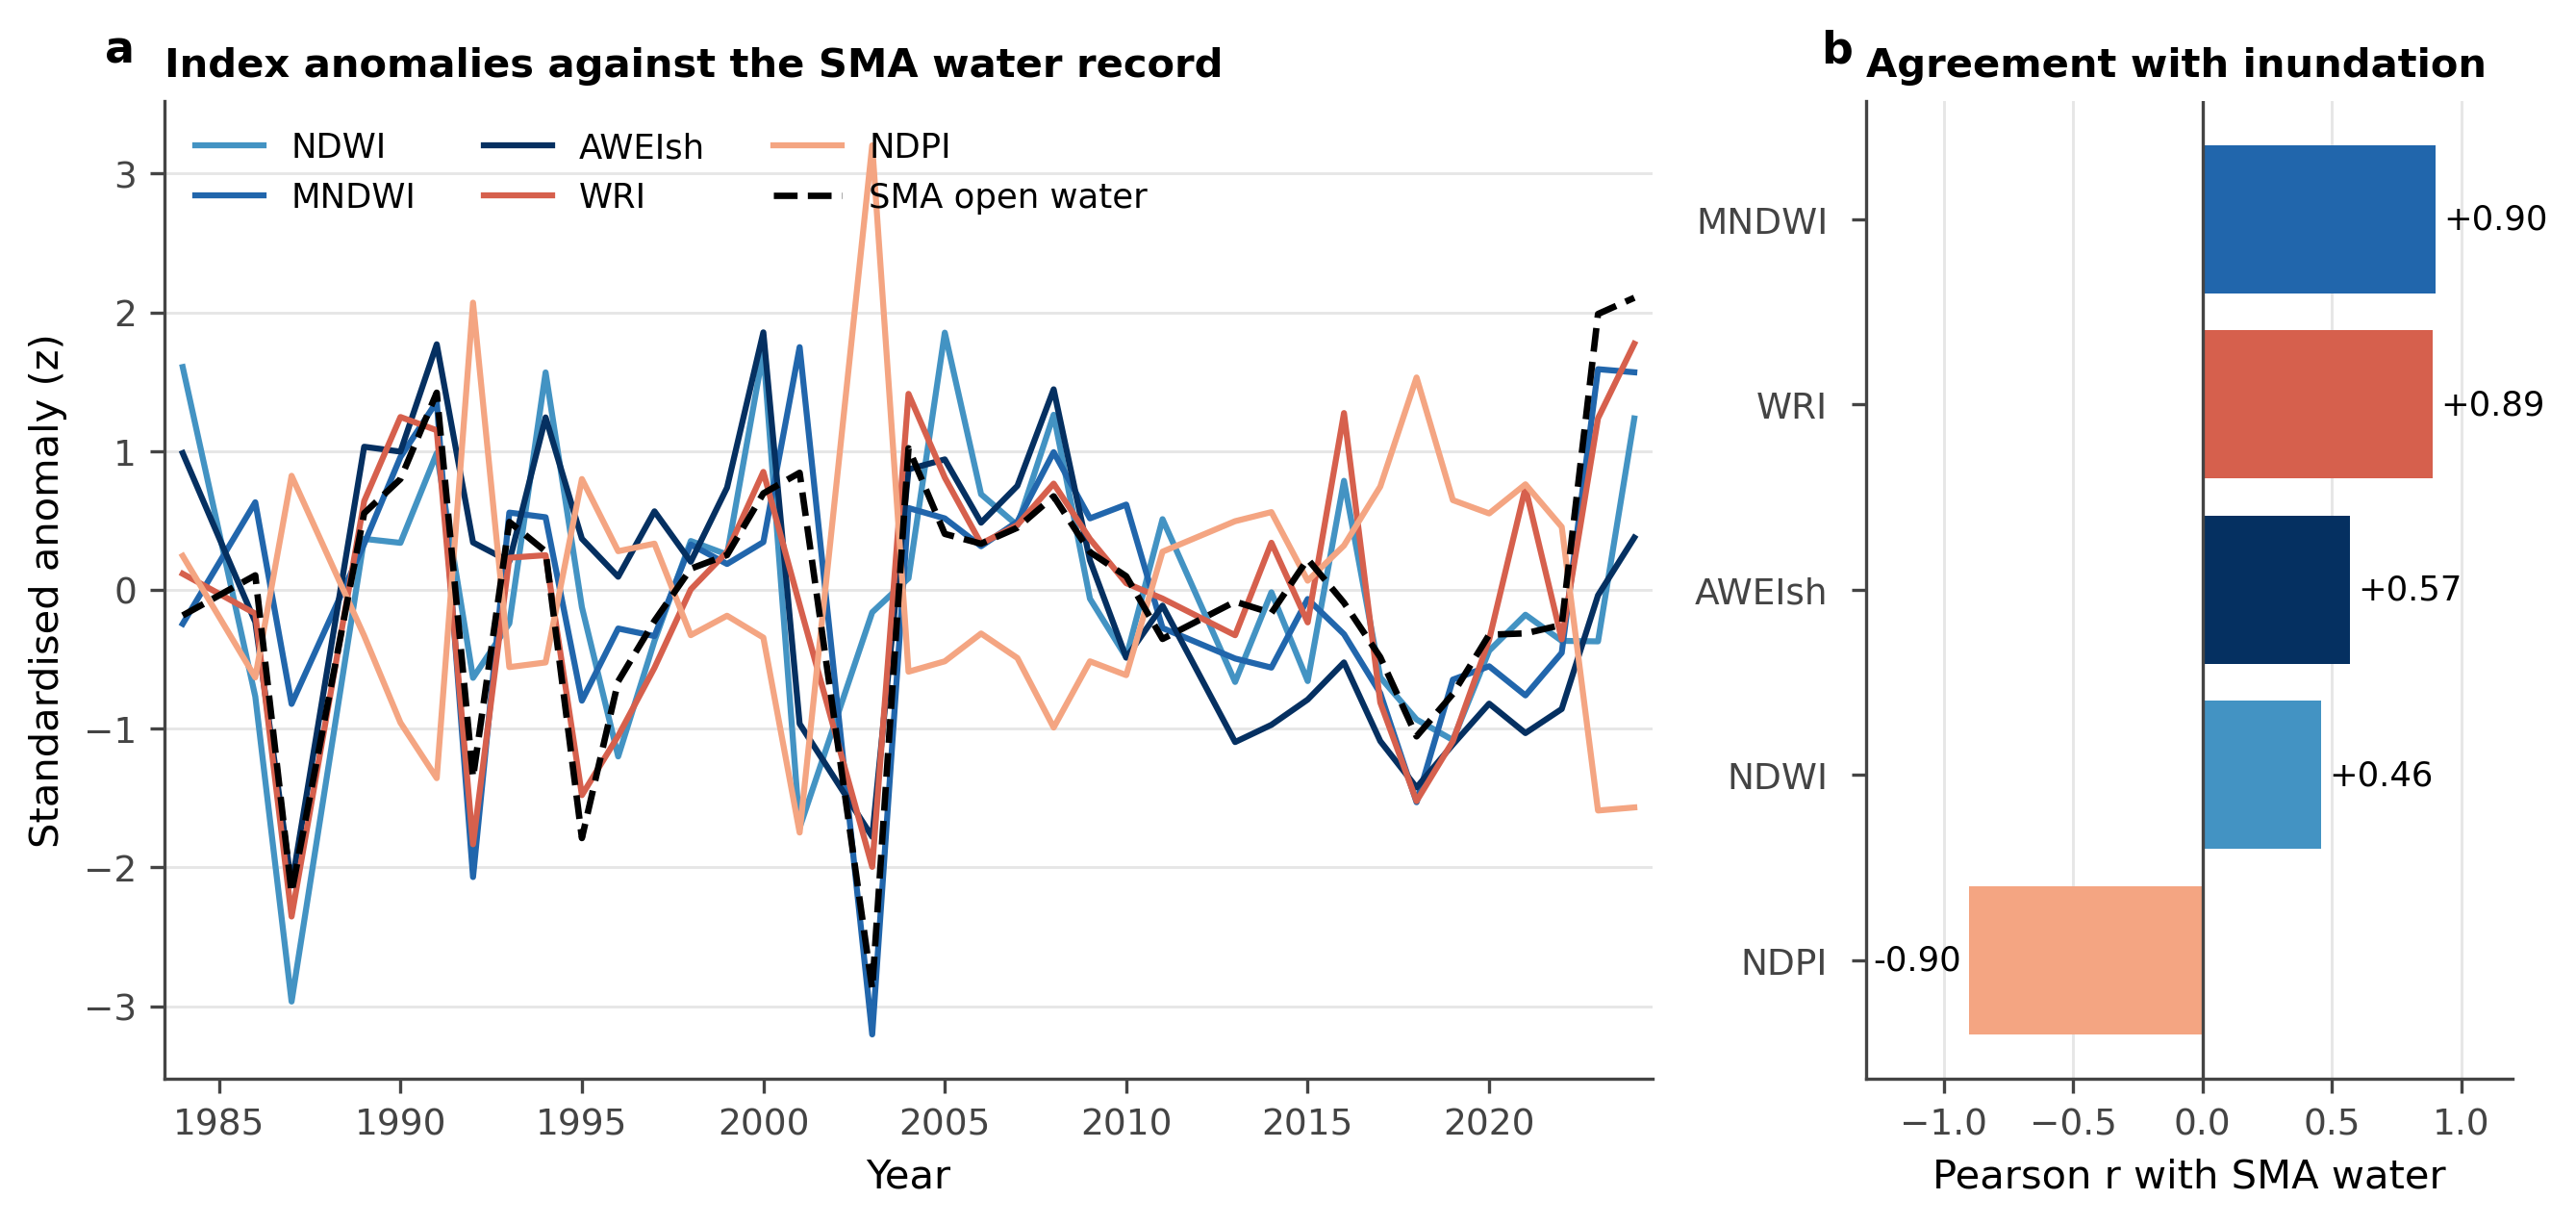 a Index anomalies against the SMA water record
NDWI AWEIsh NDPI
MNDWI WRI SMA open water
Standardised anomaly (z)
3
2
1
0
−1
−2
−3
1985 1990 1995 2000 2005 2010 2015 2020
Year
b Agreement with inundation
MNDWI +0.90
WRI +0.89
AWEIsh +0.57
NDWI +0.46
NDPI -0.90
−1.0 −0.5 0.0 0.5 1.0
Pearson r with SMA water